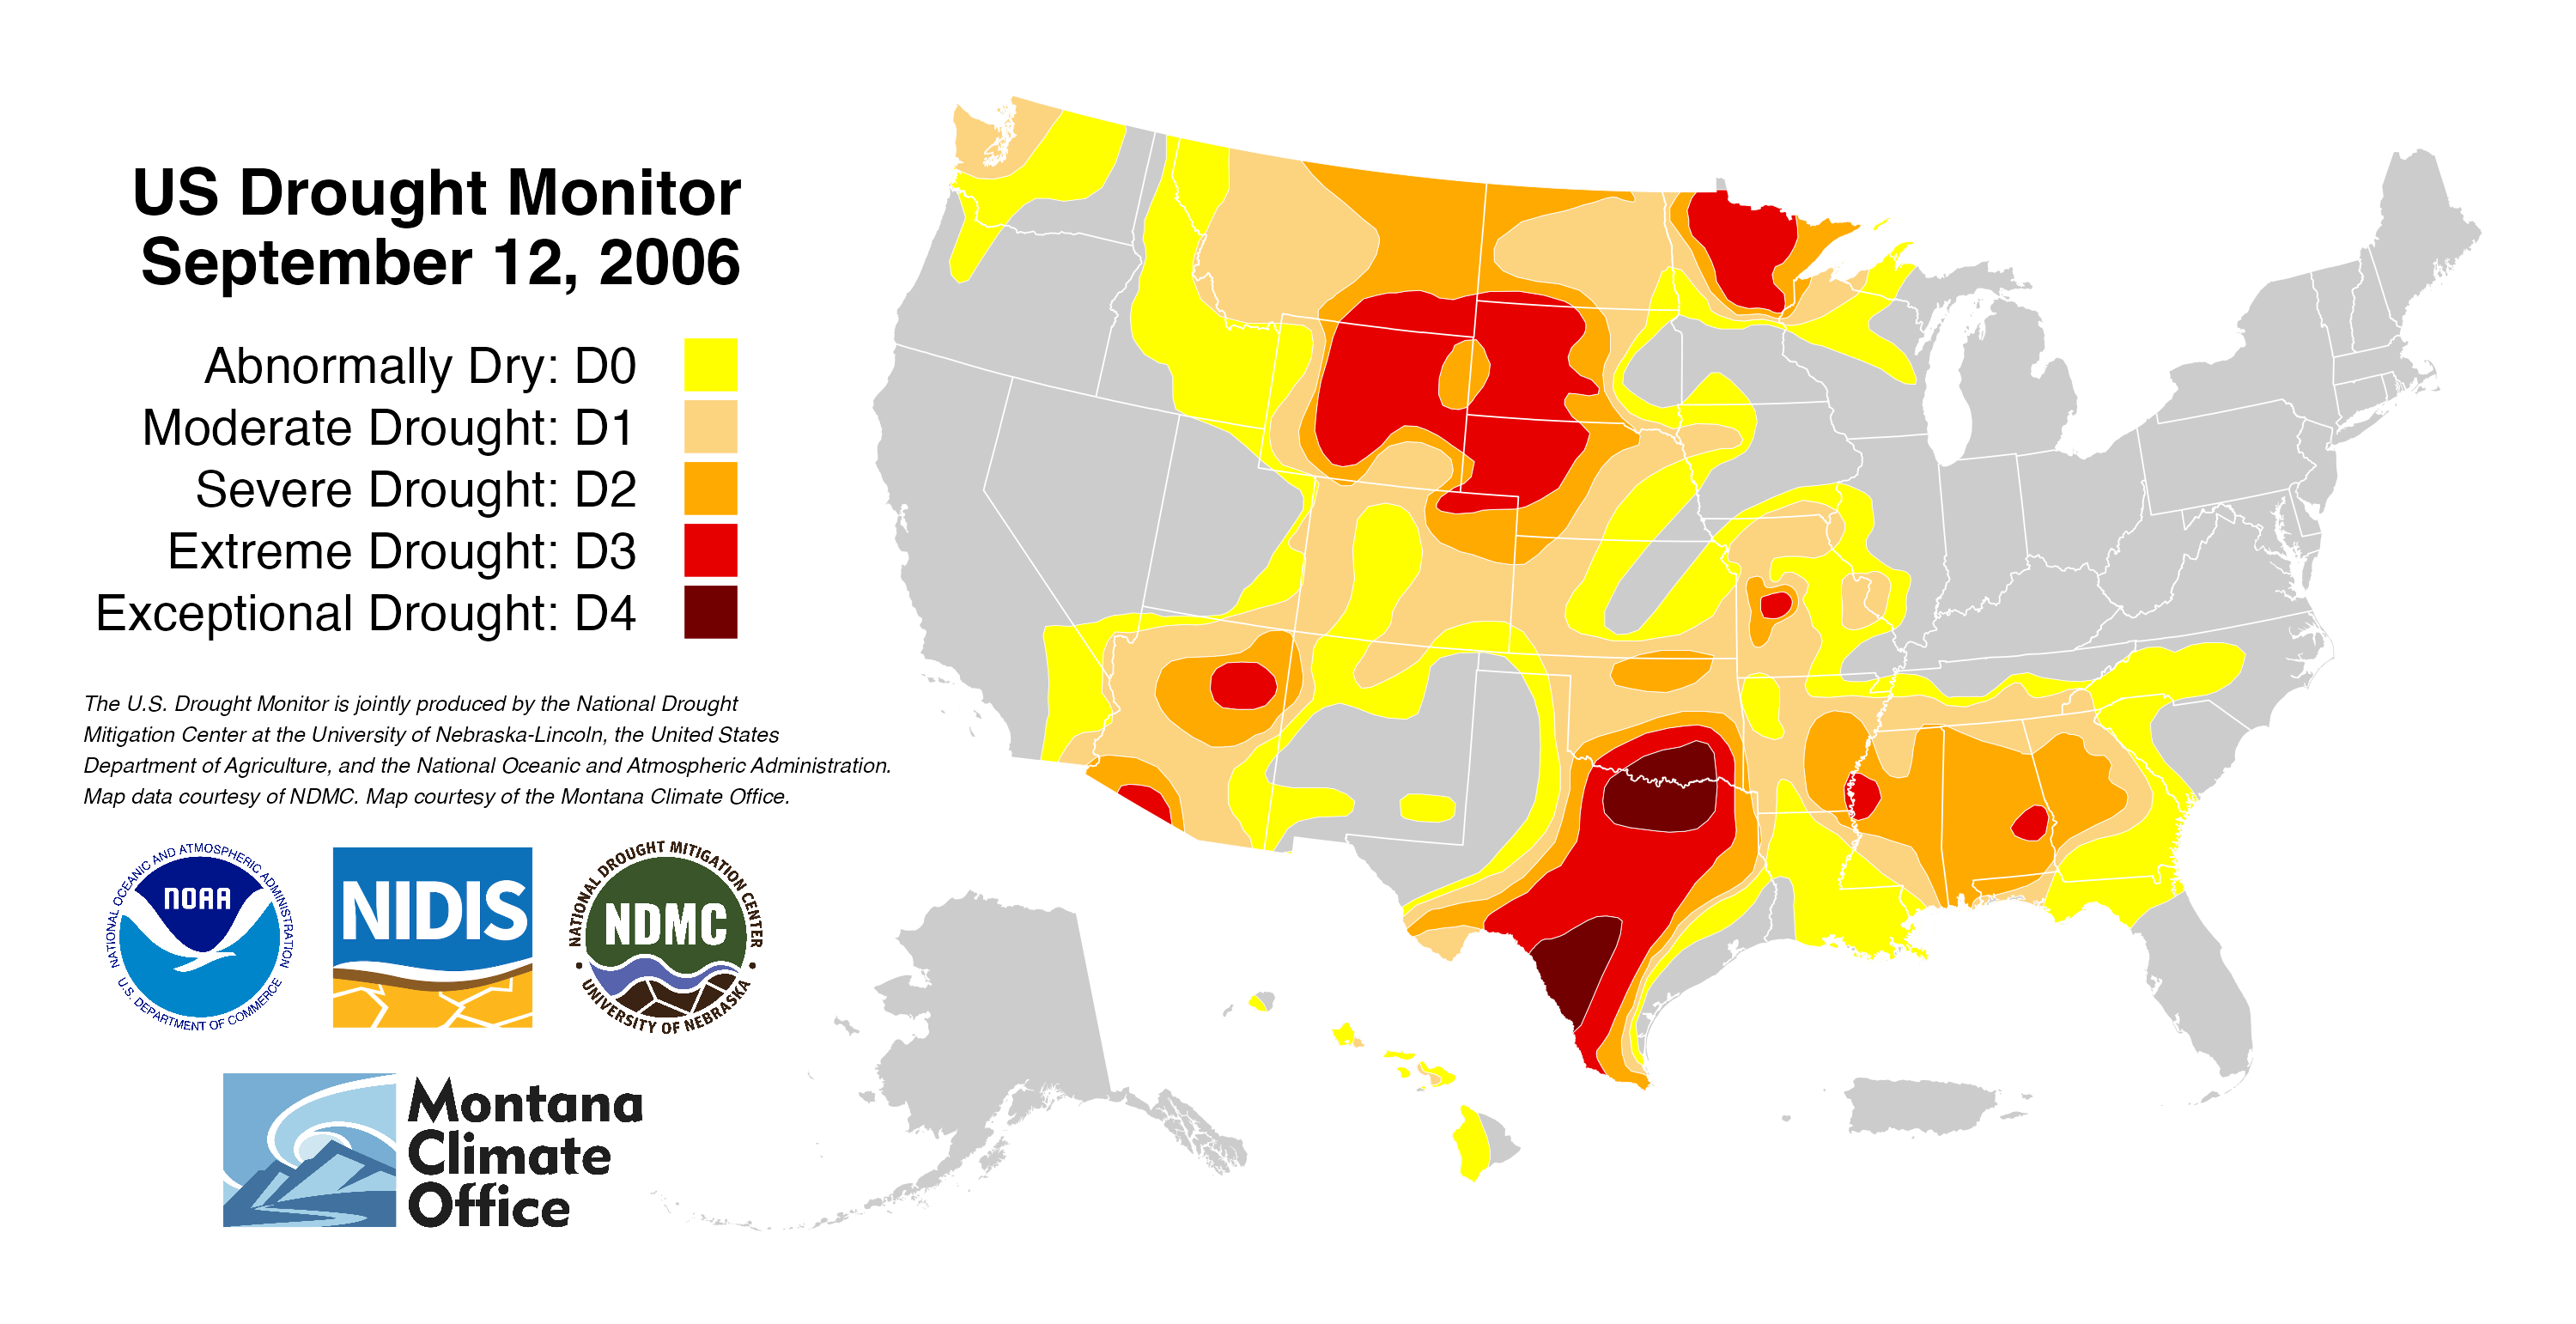 US Drought Monitor
September 12, 2006
Abnormally Dry: D0
Moderate Drought: D1
Severe Drought: D2
Extreme Drought: D3
Exceptional Drought: D4
The U.S. Drought Monitor is jointly produced by the National Drought
Mitigation Center at the University of Nebraska-Lincoln, the United States
Department of Agriculture, and the National Oceanic and Atmospheric Administration.
Map data courtesy of NDMC. Map courtesy of the Montana Climate Office.
NATIONAL OCEANIC AND ATMOSPHERIC ADMINISTRATION
NOAA
U.S. DEPARTMENT OF COMMERCE
NIDIS
NATIONAL DROUGHT MITIGATION CENTER
NDMC
UNIVERSITY OF NEBRASKA
Montana
Climate
Office